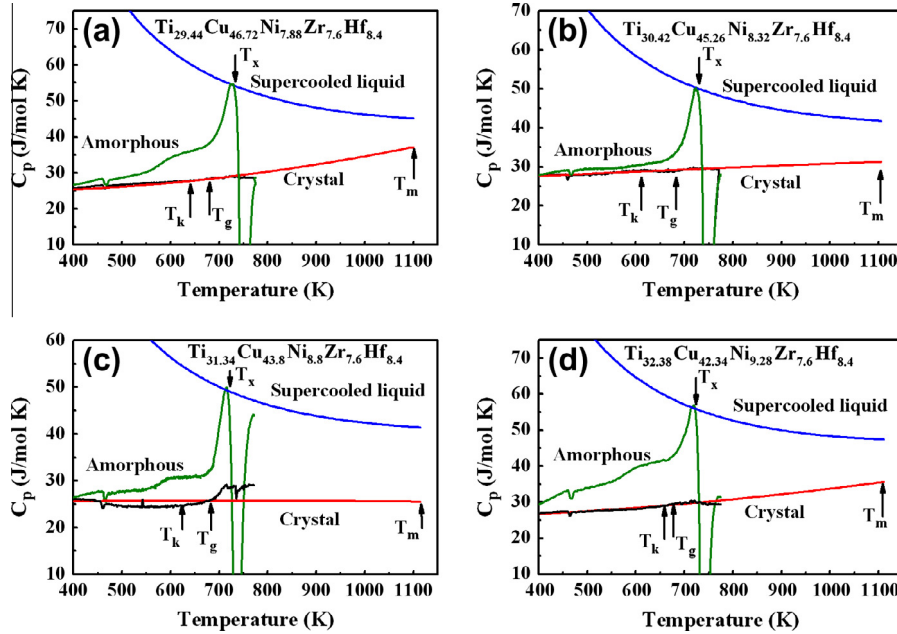 (a) Ti29.44Cu46.72Ni7.88Zr7.6Hf8.4
Tx
Supercooled liquid
Amorphous
Crystal
Tk
Tg
Tm
Cp (J/mol K)
70
60
50
40
30
20
10
400 500 600 700 800 900 1000 1100
Temperature (K)
(b) Ti30.42Cu45.26Ni8.32Zr7.6Hf8.4
Tx
Supercooled liquid
Amorphous
Crystal
Tk
Tg
Tm
Cp (J/mol K)
70
60
50
40
30
20
10
400 500 600 700 800 900 1000 1100
Temperature (K)
(c) Ti31.34Cu43.8Ni8.8Zr7.6Hf8.4
Tx
Supercooled liquid
Amorphous
Crystal
Tk
Tg
Tm
Cp (J/mol K)
60
50
40
30
20
10
400 500 600 700 800 900 1000 1100
Temperature (K)
(d) Ti32.38Cu42.34Ni9.28Zr7.6Hf8.4
Tx
Supercooled liquid
Amorphous
Crystal
Tk
Tg
Tm
Cp (J/mol K)
70
60
50
40
30
20
10
400 500 600 700 800 900 1000 1100
Temperature (K)